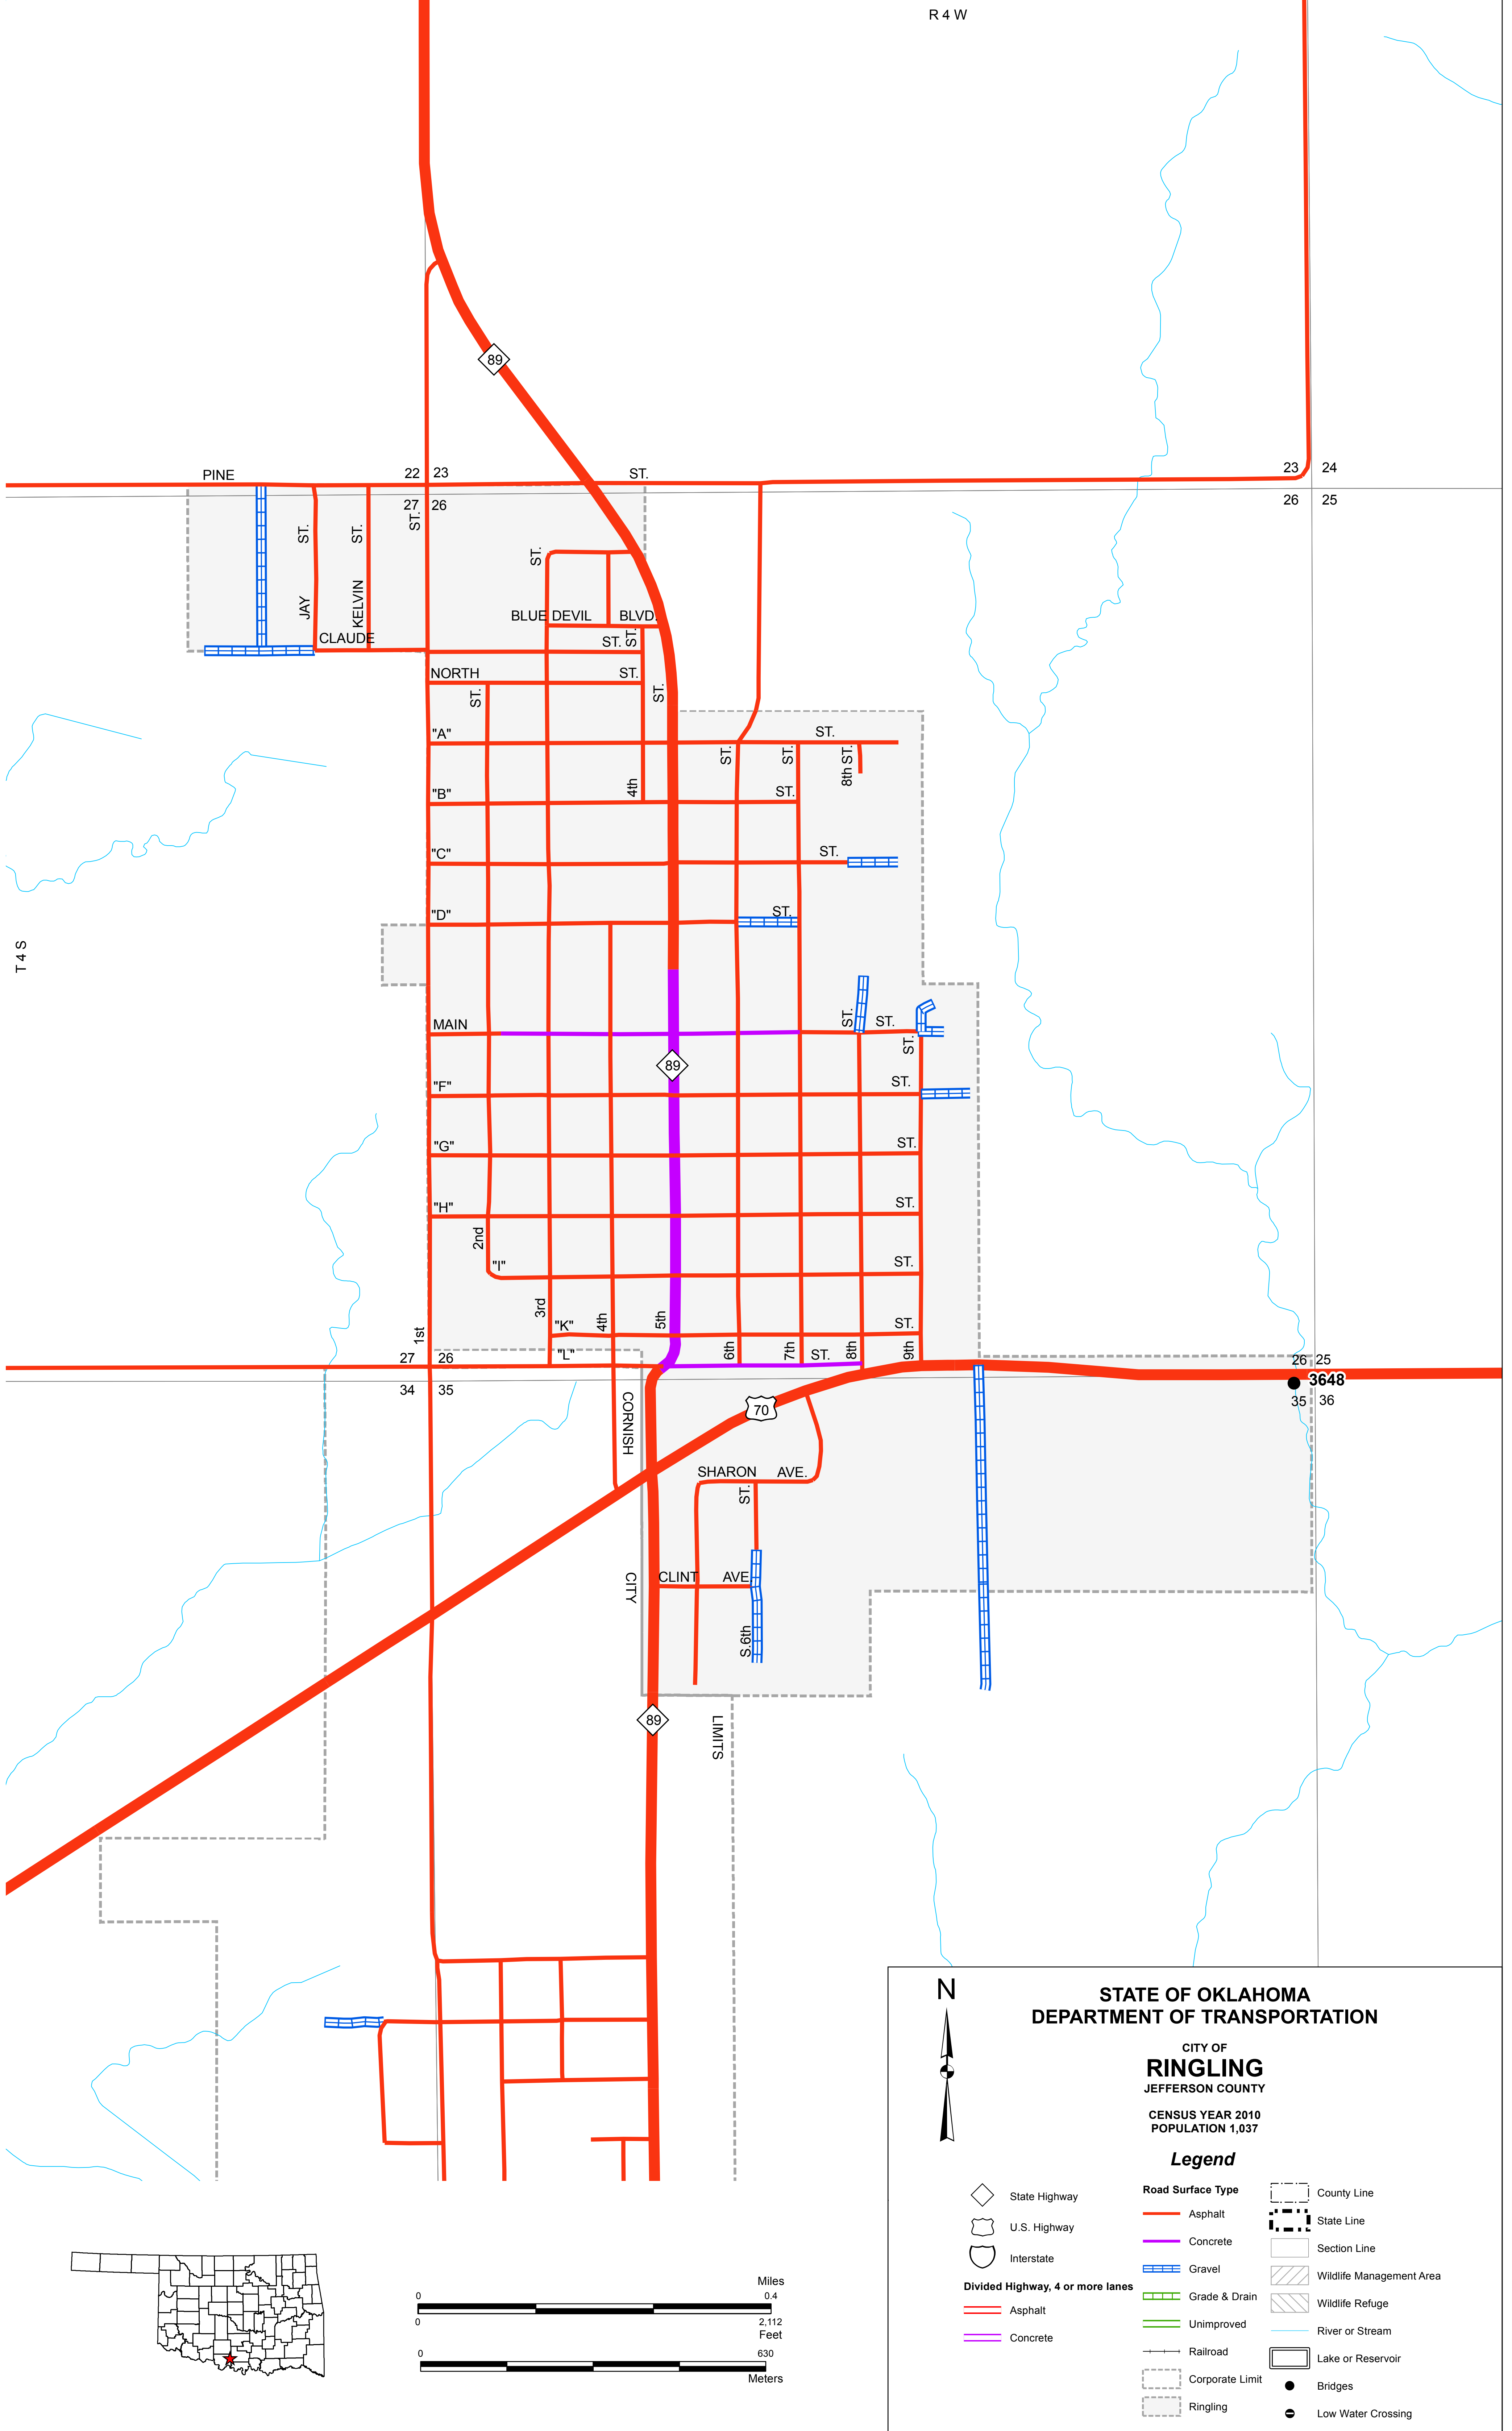 R 4 W
89
PINE
22
23
ST.
23
24
27
26
26
25
ST.
ST.
ST.
ST.
JAY
KELVIN
BLUE DEVIL BLVD.
CLAUDE
ST.
ST.
NORTH
ST.
ST.
ST.
"A"
ST.
ST.
ST.
8th ST.
"B"
4th
ST.
"C"
ST.
"D"
ST.
T 4 S
MAIN
ST.
ST.
ST.
89
"F"
ST.
"G"
ST.
"H"
ST.
2nd
"I"
ST.
3rd
4th
5th
"K"
ST.
1st
6th
7th
8th
9th
"L"
ST.
27
26
26
25
34
35
3648
35
36
CORNISH
70
SHARON AVE.
ST.
CITY
CLINT AVE
S.6th
89
LIMITS
N
STATE OF OKLAHOMA
DEPARTMENT OF TRANSPORTATION
CITY OF
RINGLING
JEFFERSON COUNTY
CENSUS YEAR 2010
POPULATION 1,037
Legend
State Highway
U.S. Highway
Interstate
Divided Highway, 4 or more lanes
Asphalt
Concrete
Road Surface Type
Asphalt
Concrete
Gravel
Grade & Drain
Unimproved
Railroad
Corporate Limit
Ringling
County Line
State Line
Section Line
Wildlife Management Area
Wildlife Refuge
River or Stream
Lake or Reservoir
Bridges
Low Water Crossing
Miles
0
0.4
0
2,112
Feet
0
630
Meters